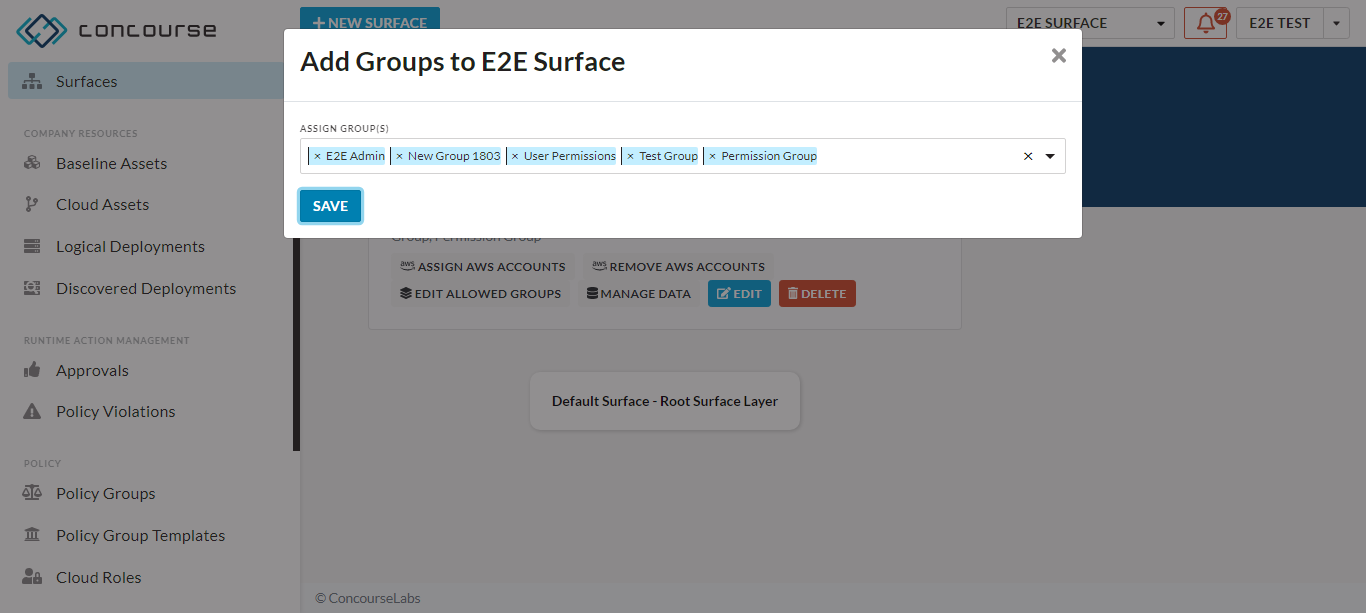 concourse
NEW SURFACE
E2E SURFACE
27
E2E TEST
Add Groups to E2E Surface
×
Surfaces
ASSIGN GROUP(S)
× E2E Admin × New Group 1803 × User Permissions × Test Group × Permission Group
×
SAVE
COMPANY RESOURCES
Baseline Assets
Cloud Assets
Logical Deployments
Discovered Deployments
Group, Permission Group
aws ASSIGN AWS ACCOUNTS
aws REMOVE AWS ACCOUNTS
EDIT ALLOWED GROUPS
MANAGE DATA
EDIT
DELETE
RUNTIME ACTION MANAGEMENT
Approvals
Policy Violations
Default Surface - Root Surface Layer
POLICY
Policy Groups
Policy Group Templates
Cloud Roles
© ConcourseLabs